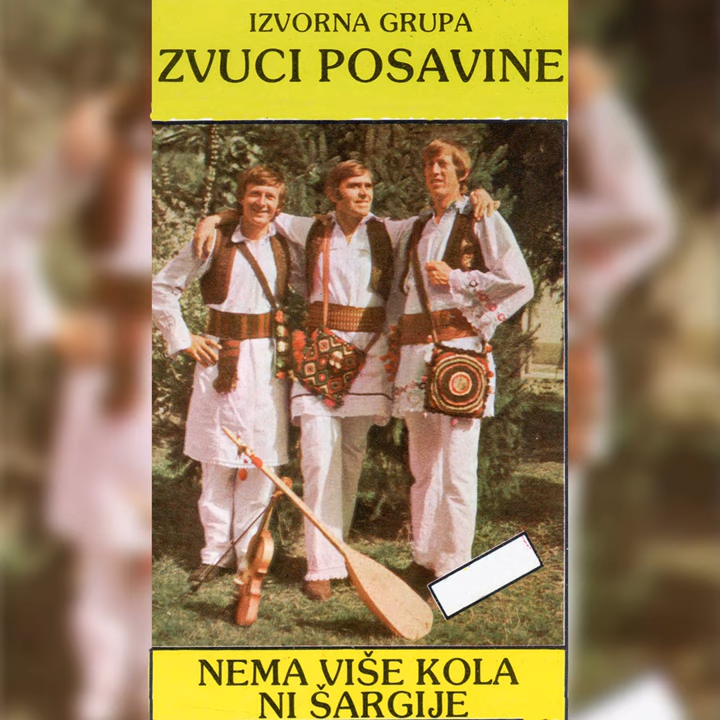 IZVORNA GRUPA
ZVUCI POSAVINE
NEMA VIŠE KOLA
NI ŠARGIJE